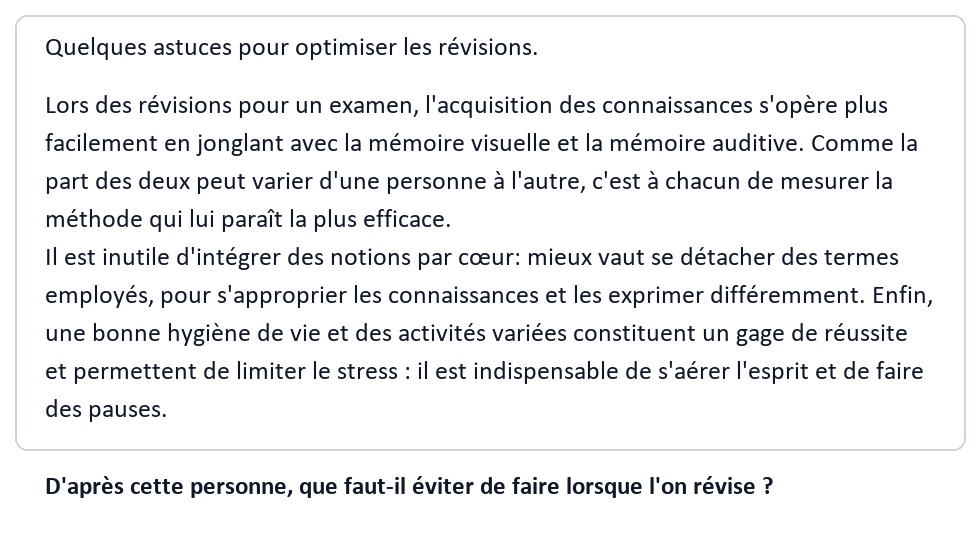 Quelques astuces pour optimiser les révisions.
Lors des révisions pour un examen, l'acquisition des connaissances s'opère plus
facilement en jonglant avec la mémoire visuelle et la mémoire auditive. Comme la
part des deux peut varier d'une personne à l'autre, c'est à chacun de mesurer la
méthode qui lui paraît la plus efficace.
Il est inutile d'intégrer des notions par cœur: mieux vaut se détacher des termes
employés, pour s'approprier les connaissances et les exprimer différemment. Enfin,
une bonne hygiène de vie et des activités variées constituent un gage de réussite
et permettent de limiter le stress : il est indispensable de s'aérer l'esprit et de faire
des pauses.
D'après cette personne, que faut-il éviter de faire lorsque l'on révise ?